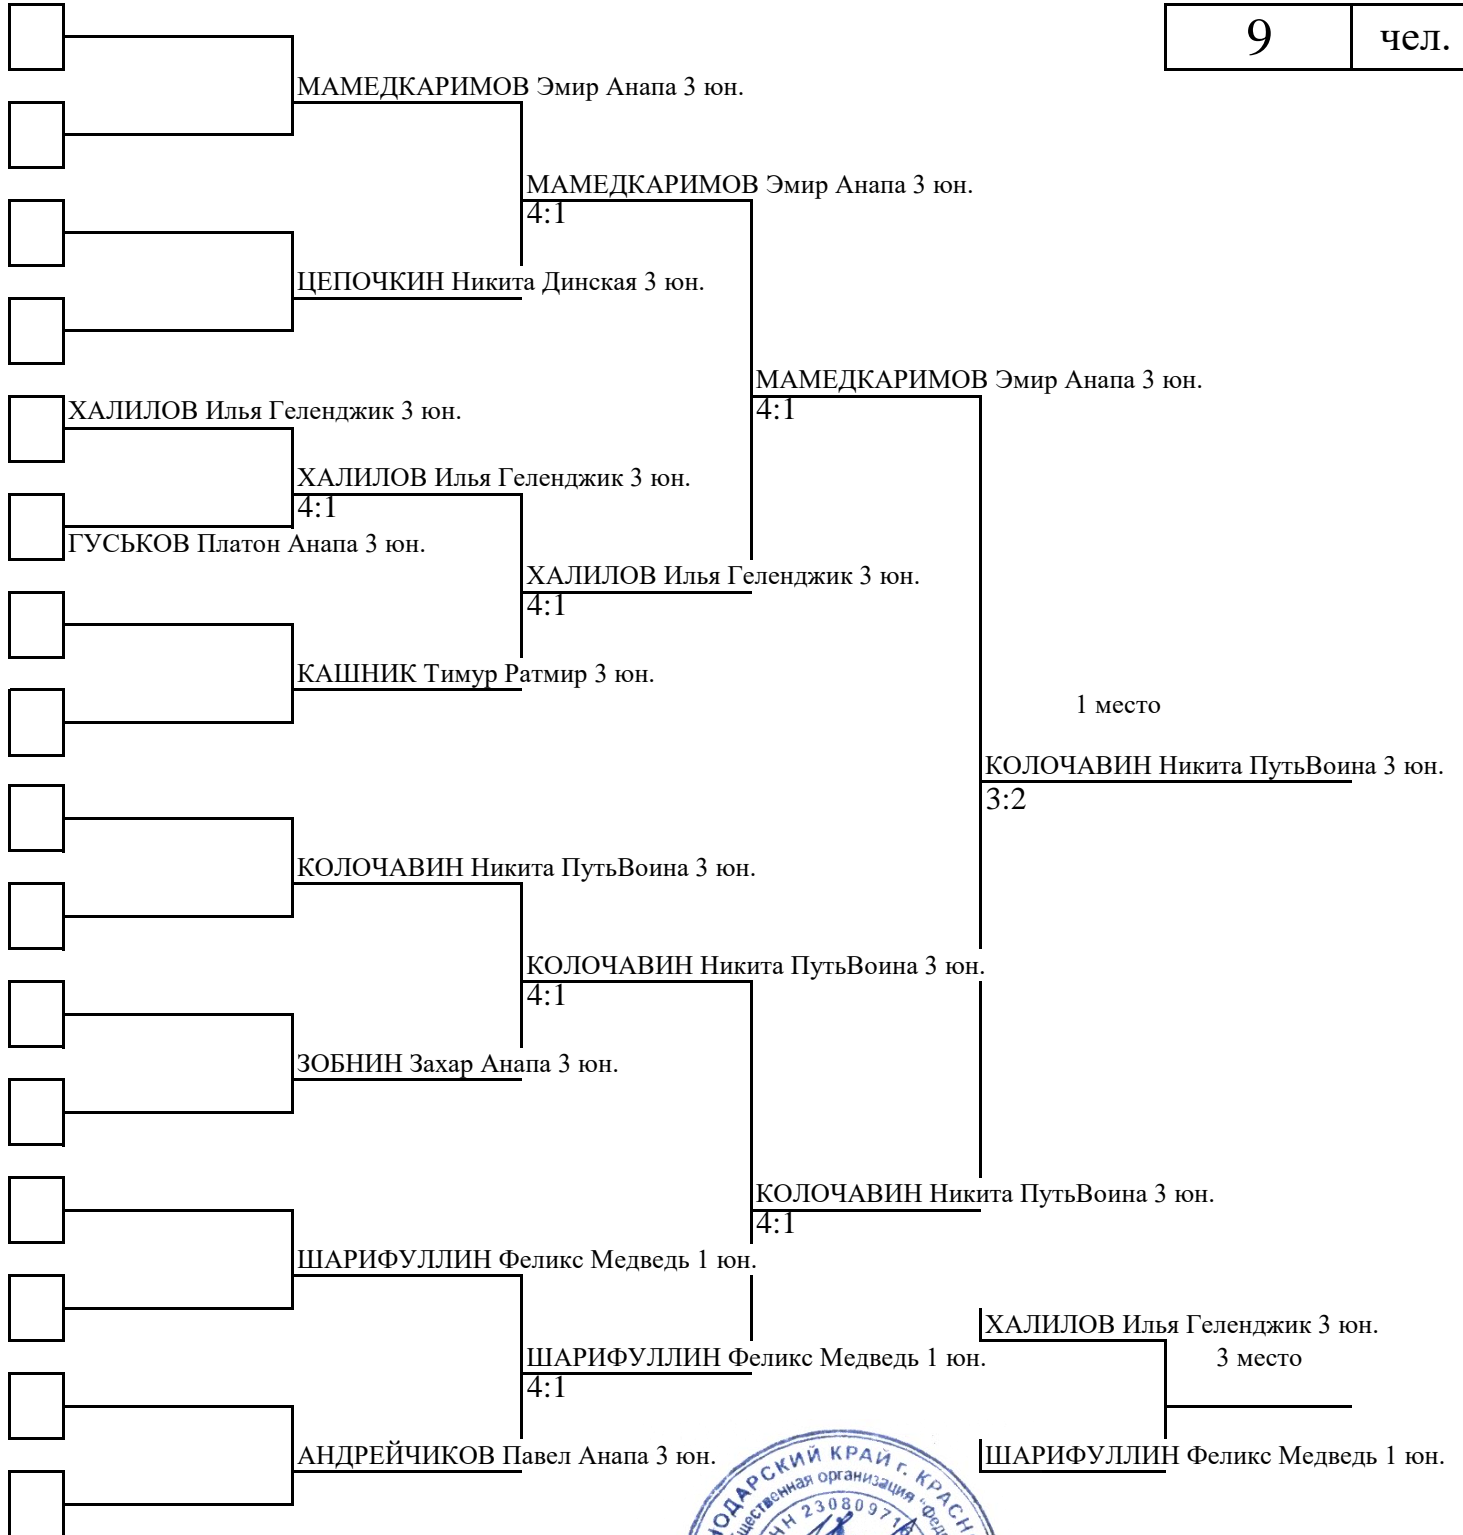 9 чел.
МАМЕДКАРИМОВ Эмир Анапа 3 юн.
МАМЕДКАРИМОВ Эмир Анапа 3 юн.
4:1
ЦЕПОЧКИН Никита Динская 3 юн.
МАМЕДКАРИМОВ Эмир Анапа 3 юн.
4:1
ХАЛИЛОВ Илья Геленджик 3 юн.
ХАЛИЛОВ Илья Геленджик 3 юн.
4:1
ГУСЬКОВ Платон Анапа 3 юн.
ХАЛИЛОВ Илья Геленджик 3 юн.
4:1
КАШНИК Тимур Ратмир 3 юн.
1 место
КОЛОЧАВИН Никита ПутьВоина 3 юн.
3:2
КОЛОЧАВИН Никита ПутьВоина 3 юн.
КОЛОЧАВИН Никита ПутьВоина 3 юн.
4:1
ЗОБНИН Захар Анапа 3 юн.
КОЛОЧАВИН Никита ПутьВоина 3 юн.
4:1
ШАРИФУЛЛИН Феликс Медведь 1 юн.
ХАЛИЛОВ Илья Геленджик 3 юн.
3 место
ШАРИФУЛЛИН Феликс Медведь 1 юн.
4:1
АНДРЕЙЧИКОВ Павел Анапа 3 юн.
ШАРИФУЛЛИН Феликс Медведь 1 юн.
КРАЙ г.
организация